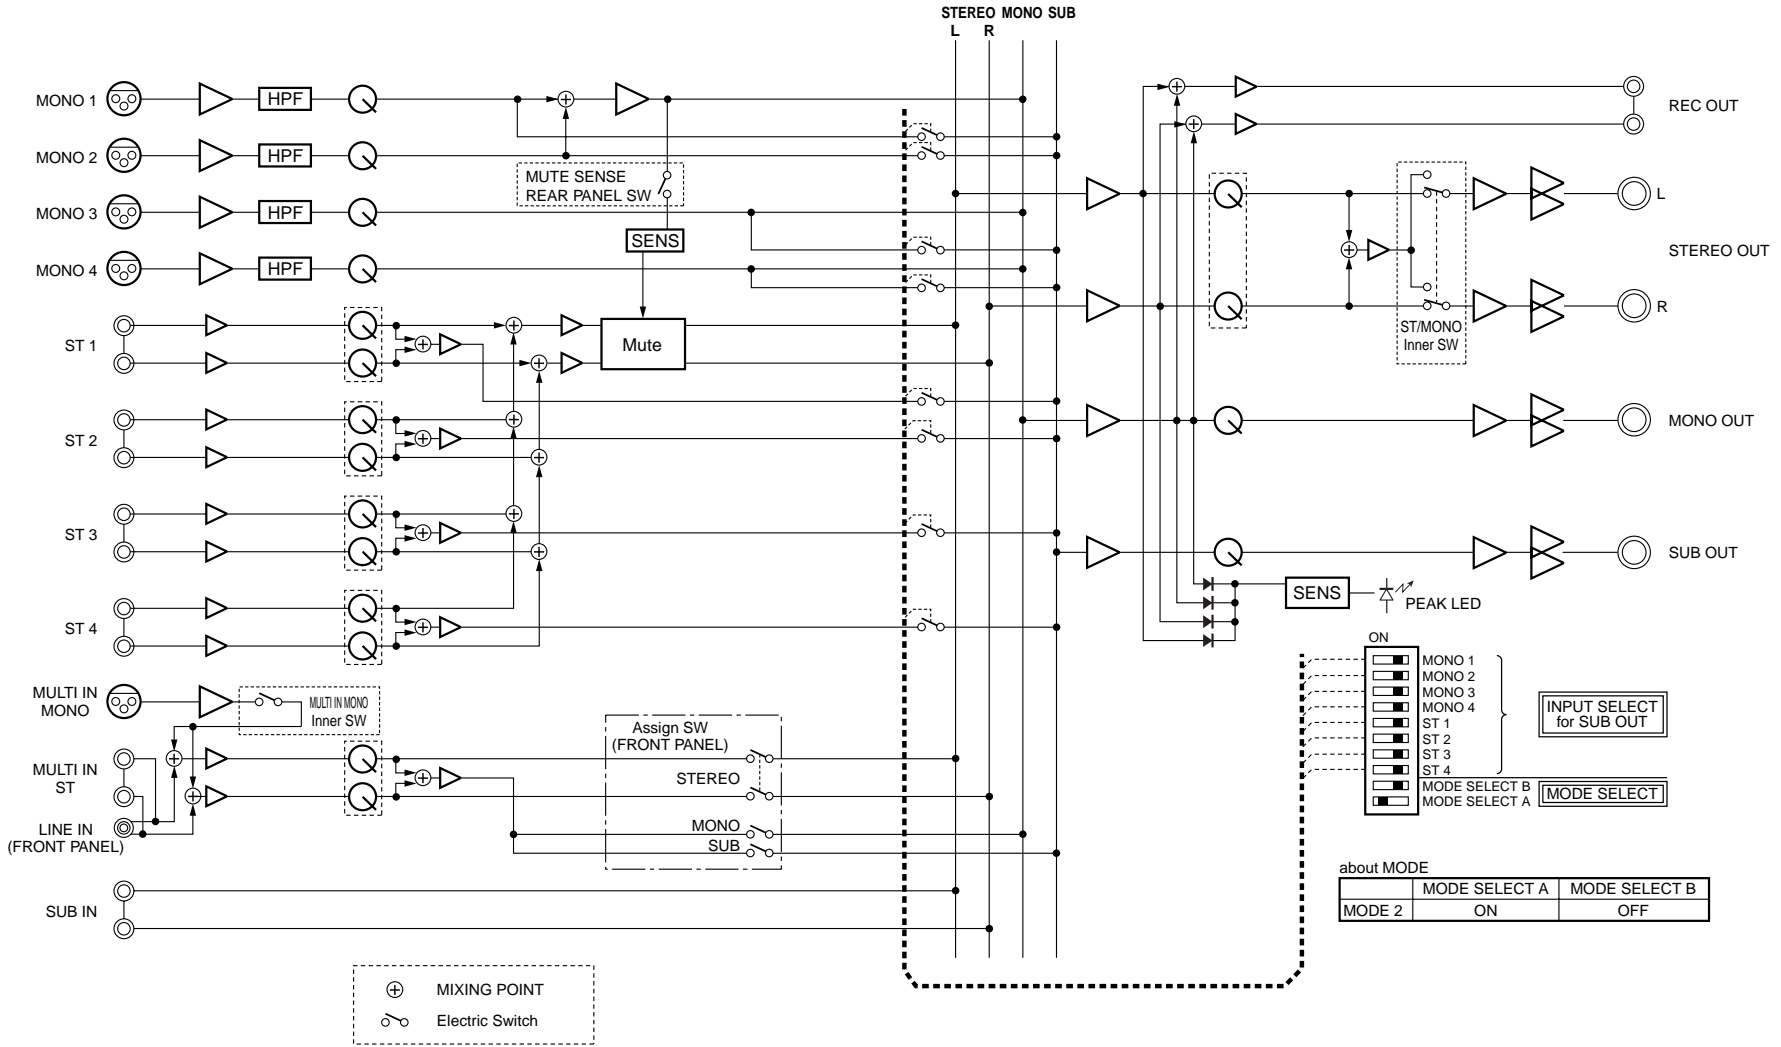 STEREO MONO SUB
L R
MONO 1
HPF
MONO 2
HPF
MUTE SENSE
REAR PANEL SW
MONO 3
HPF
SENS
MONO 4
HPF
ST 1
Mute
ST 2
ST 3
ST 4
MULTI IN
MONO
MULTI IN MONO
Inner SW
MULTI IN
ST
LINE IN
(FRONT PANEL)
Assign SW
(FRONT PANEL)
STEREO
MONO
SUB
SUB IN
MIXING POINT
Electric Switch
REC OUT
L
STEREO OUT
R
ST/MONO
Inner SW
MONO OUT
SUB OUT
SENS
PEAK LED
ON
MONO 1
MONO 2
MONO 3
MONO 4
ST 1
ST 2
ST 3
ST 4
MODE SELECT B
MODE SELECT A
INPUT SELECT
for SUB OUT
MODE SELECT
about MODE
MODE SELECT A MODE SELECT B
MODE 2 ON OFF